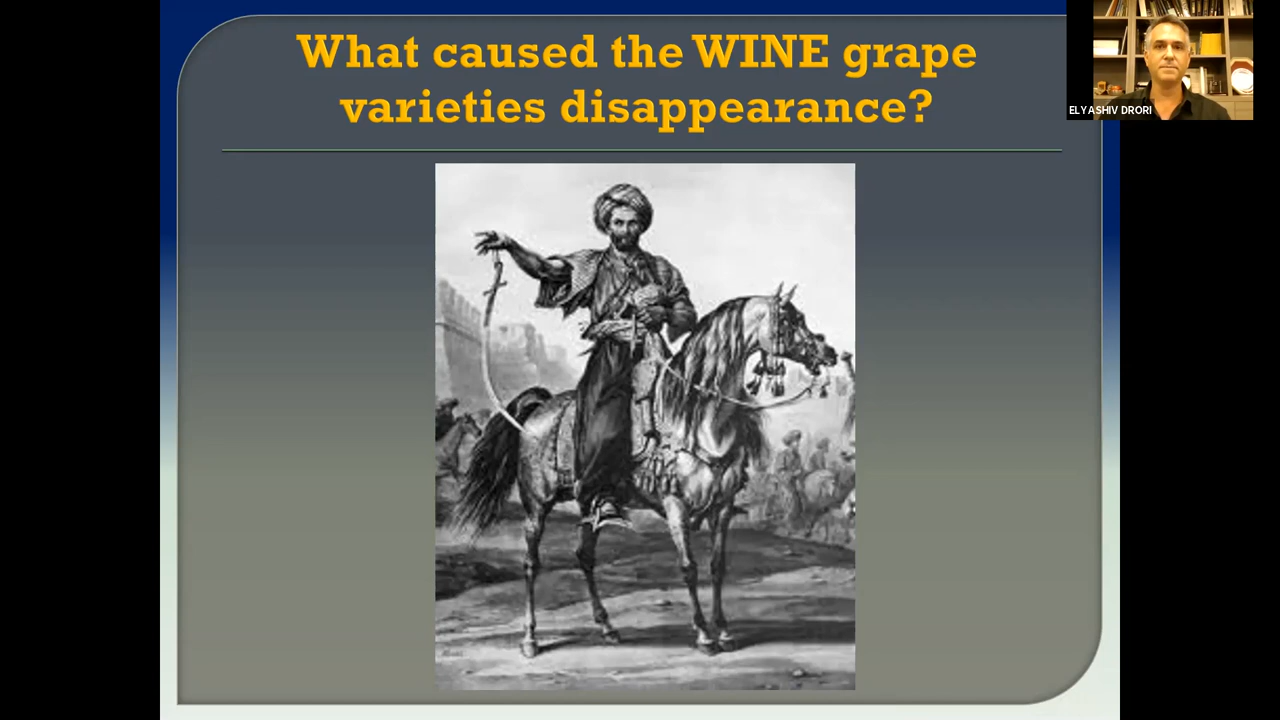 What caused the WINE grape
varieties disappearance?
ELYASHIV DRORI